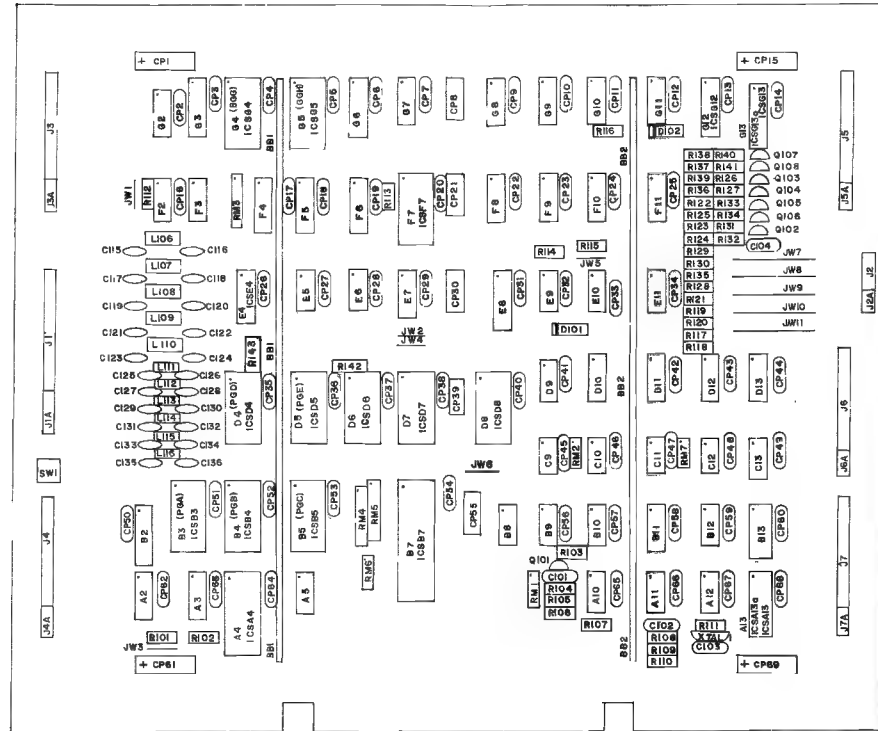 + CP1
+ CP15
J3
G2
CP2
G3
CP3
G4 (GGG)
ICSG4
CP4
BB1
G5 (GGH)
ICSG5
CP5
G6
CP6
G7
CP7
CP8
G8
CP9
G9
CP10
G10
CP11
R116
BB2
G11
CP12
D102
G12
ICSG12
CP13
G13
ICSG13a
ICSG13
CP14
J5
J3A
JW1
R112
F2
CP16
F3
RM3
F4
CP17
F5
CP18
F6
CP19
R113
F7
ICSF7
CP20
CP21
F8
CP22
F9
CP23
F10
CP24
F11
CP25
R138 R140
R137 R141
R139 R126
R136 R127
R122 R133
R125 R134
R123 R131
R124 R132
R129
R130
R135
R128
R121
R119
R120
R117
R118
Q107
Q108
Q103
Q104
Q105
Q106
Q102
C104
J5A
R114
R115
JW5
JW7
JW8
JW9
JW10
JW11
J2
J2A
L106
C115
C116
L107
C117
C118
L108
C119
C120
L109
C121
C122
L110
C123
C124
L111
C125
C126
L112
C127
C128
L113
C129
C130
L114
C131
C132
L115
C133
C134
L116
C135
C136
J1
J1A
SW1
E4
ICSE4
CP26
E5
CP27
E6
CP28
E7
CP29
CP30
E8
CP31
E9
CP32
E10
CP33
E11
CP34
JW2
JW4
D101
R143
BB1
R142
D4 (PGD)
ICSD4
CP35
D5 (PGE)
ICSD5
CP36
D6
ICSD6
CP37
D7
ICSD7
CP38
CP39
D8
ICSD8
CP40
D9
CP41
D10
BB2
D11
CP42
D12
CP43
D13
CP44
J6
JW6
C9
CP45
RM2
C10
CP46
C11
CP47
RM7
C12
CP48
C13
CP49
J6A
J4
CP50
B2
B3 (PGA)
ICSB3
CP51
B4 (PGB)
ICSB4
CP52
B5 (PGC)
ICSB5
CP53
RM4
RM5
RM6
B7
ICSB7
CP54
CP55
B8
B9
CP56
B10
CP57
R103
B11
CP58
B12
CP59
B13
CP60
J7
Q101
C101
R104
R105
R106
RM1
A2
CP62
A3
CP63
A4
ICSA4
CP64
A5
A10
CP65
R107
A11
CP66
A12
CP67
A13
ICSA13a
ICSA13
CP68
J4A
J7A
R101
R102
JW3
BB1
BB2
C102
R108
R109
R110
R111
XTAL
C103
+ CP61
+ CP69